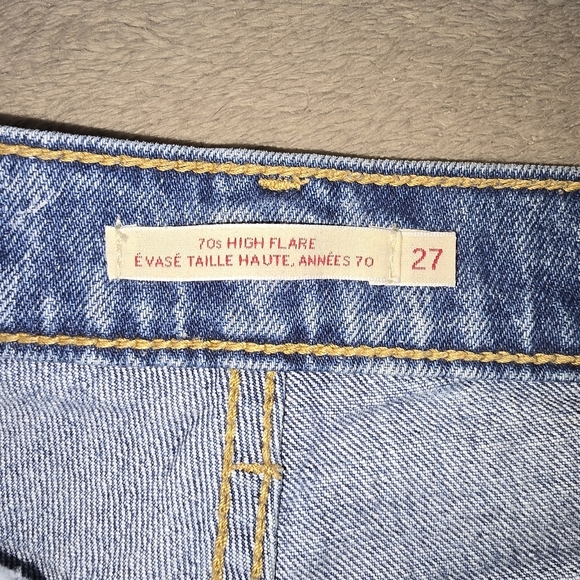 70s HIGH FLARE
ÉVASÉ TAILLE HAUTE, ANNÉES 70
27